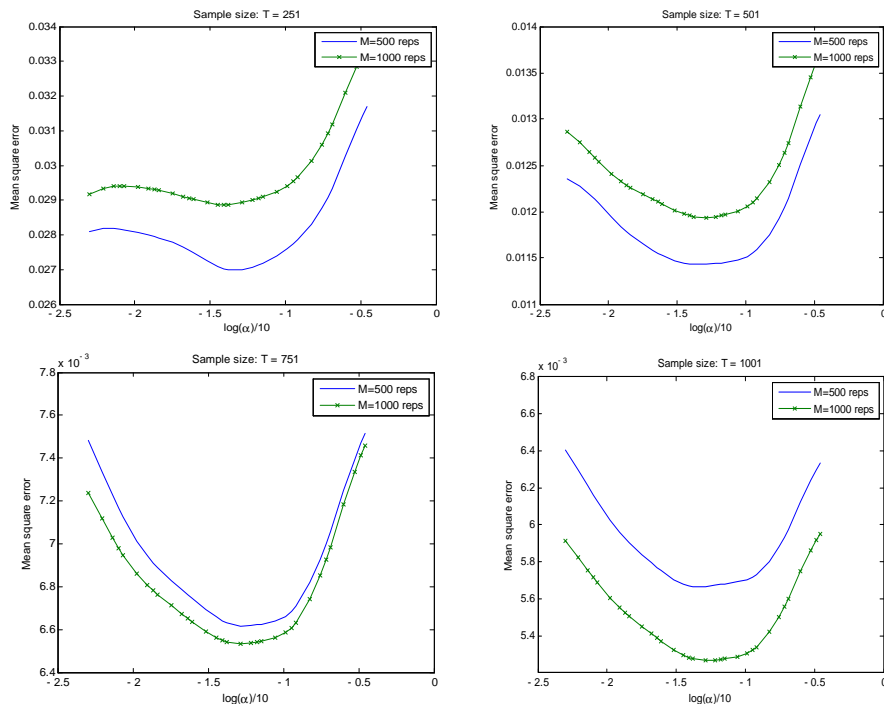 Sample size: T = 251
0.034
0.033
0.032
0.031
0.03
0.029
0.028
0.027
0.026
Mean square error
M=500 reps
M=1000 reps
- 2.5
- 2
- 1.5
- 1
- 0.5
0
log(α)/10
Sample size: T = 501
0.014
0.0135
0.013
0.0125
0.012
0.0115
0.011
Mean square error
M=500 reps
M=1000 reps
- 2.5
- 2
- 1.5
- 1
- 0.5
0
log(α)/10
x 10⁻³
Sample size: T = 751
7.8
7.6
7.4
7.2
7
6.8
6.6
6.4
Mean square error
M=500 reps
M=1000 reps
- 2.5
- 2
- 1.5
- 1
- 0.5
0
log(α)/10
x 10⁻³
Sample size: T = 1001
6.8
6.6
6.4
6.2
6
5.8
5.6
5.4
5.2
Mean square error
M=500 reps
M=1000 reps
- 2.5
- 2
- 1.5
- 1
- 0.5
0
log(α)/10